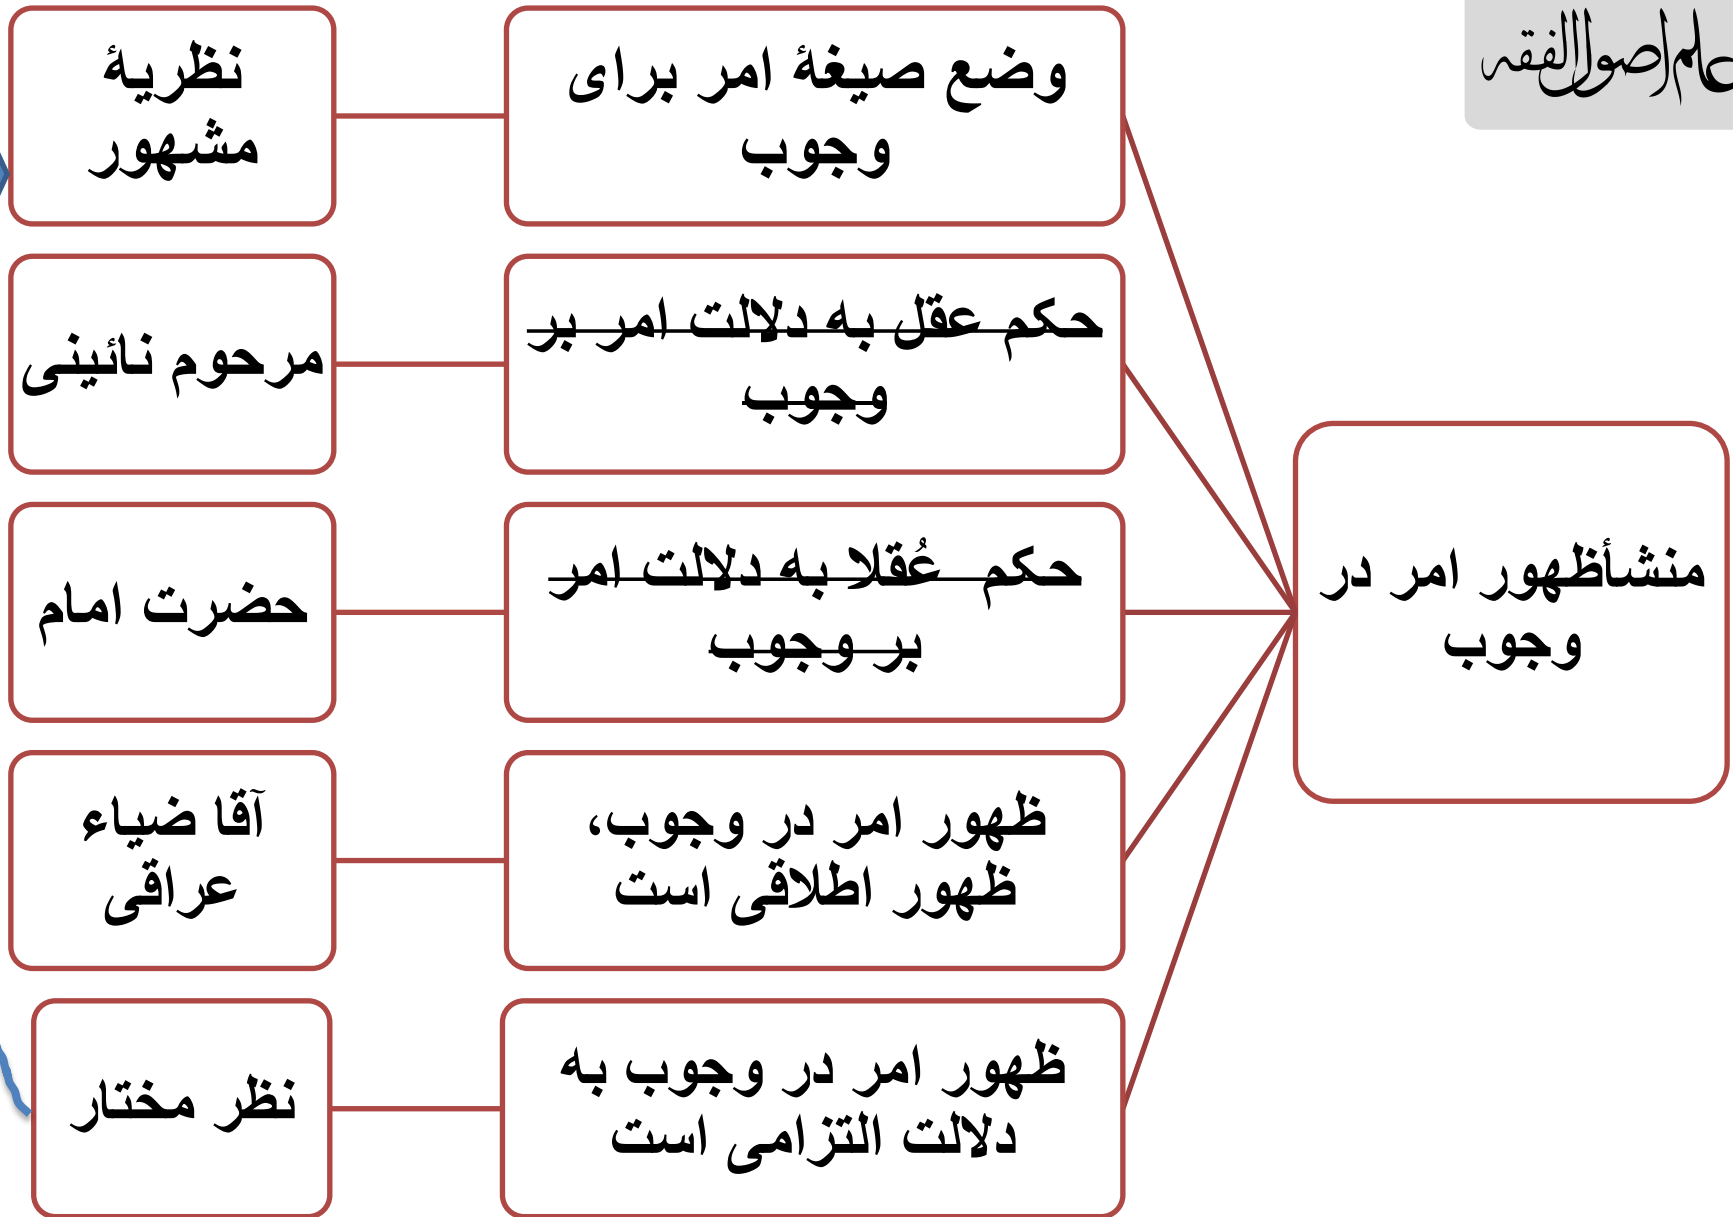 علم اصول الفقه
منشأظهور امر در
وجوب
وضع صیغهٔ امر برای
وجوب
نظریهٔ
مشهور
حکم عقل به دلالت امر بر
وجوب
مرحوم نائینی
حکم عُقلا به دلالت امر
بر وجوب
حضرت امام
ظهور امر در وجوب،
ظهور اطلاقی است
آقا ضیاء
عراقی
ظهور امر در وجوب به
دلالت التزامی است
نظر مختار